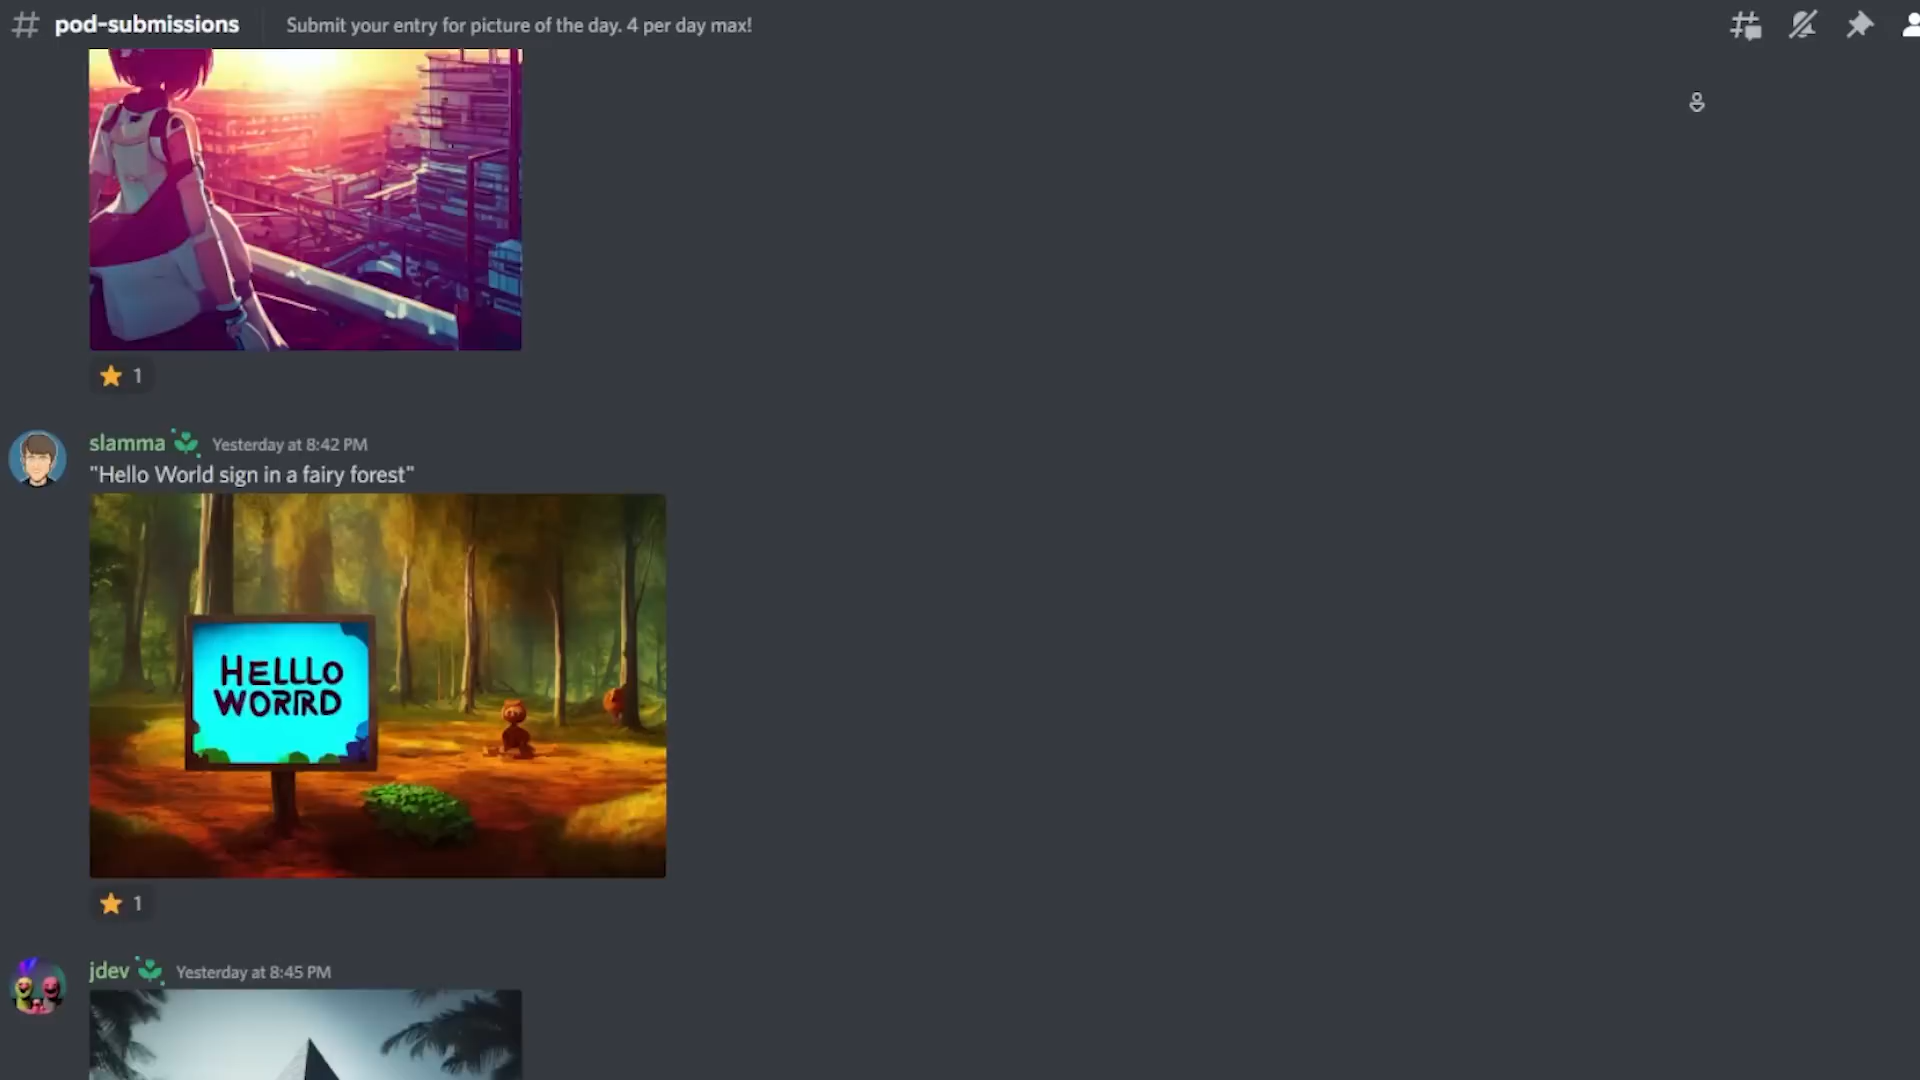 pod-submissions
Submit your entry for picture of the day. 4 per day max!
1
slamma Yesterday at 8:42 PM
"Hello World sign in a fairy forest"
HELLLO
WORRD
1
jdev Yesterday at 8:45 PM